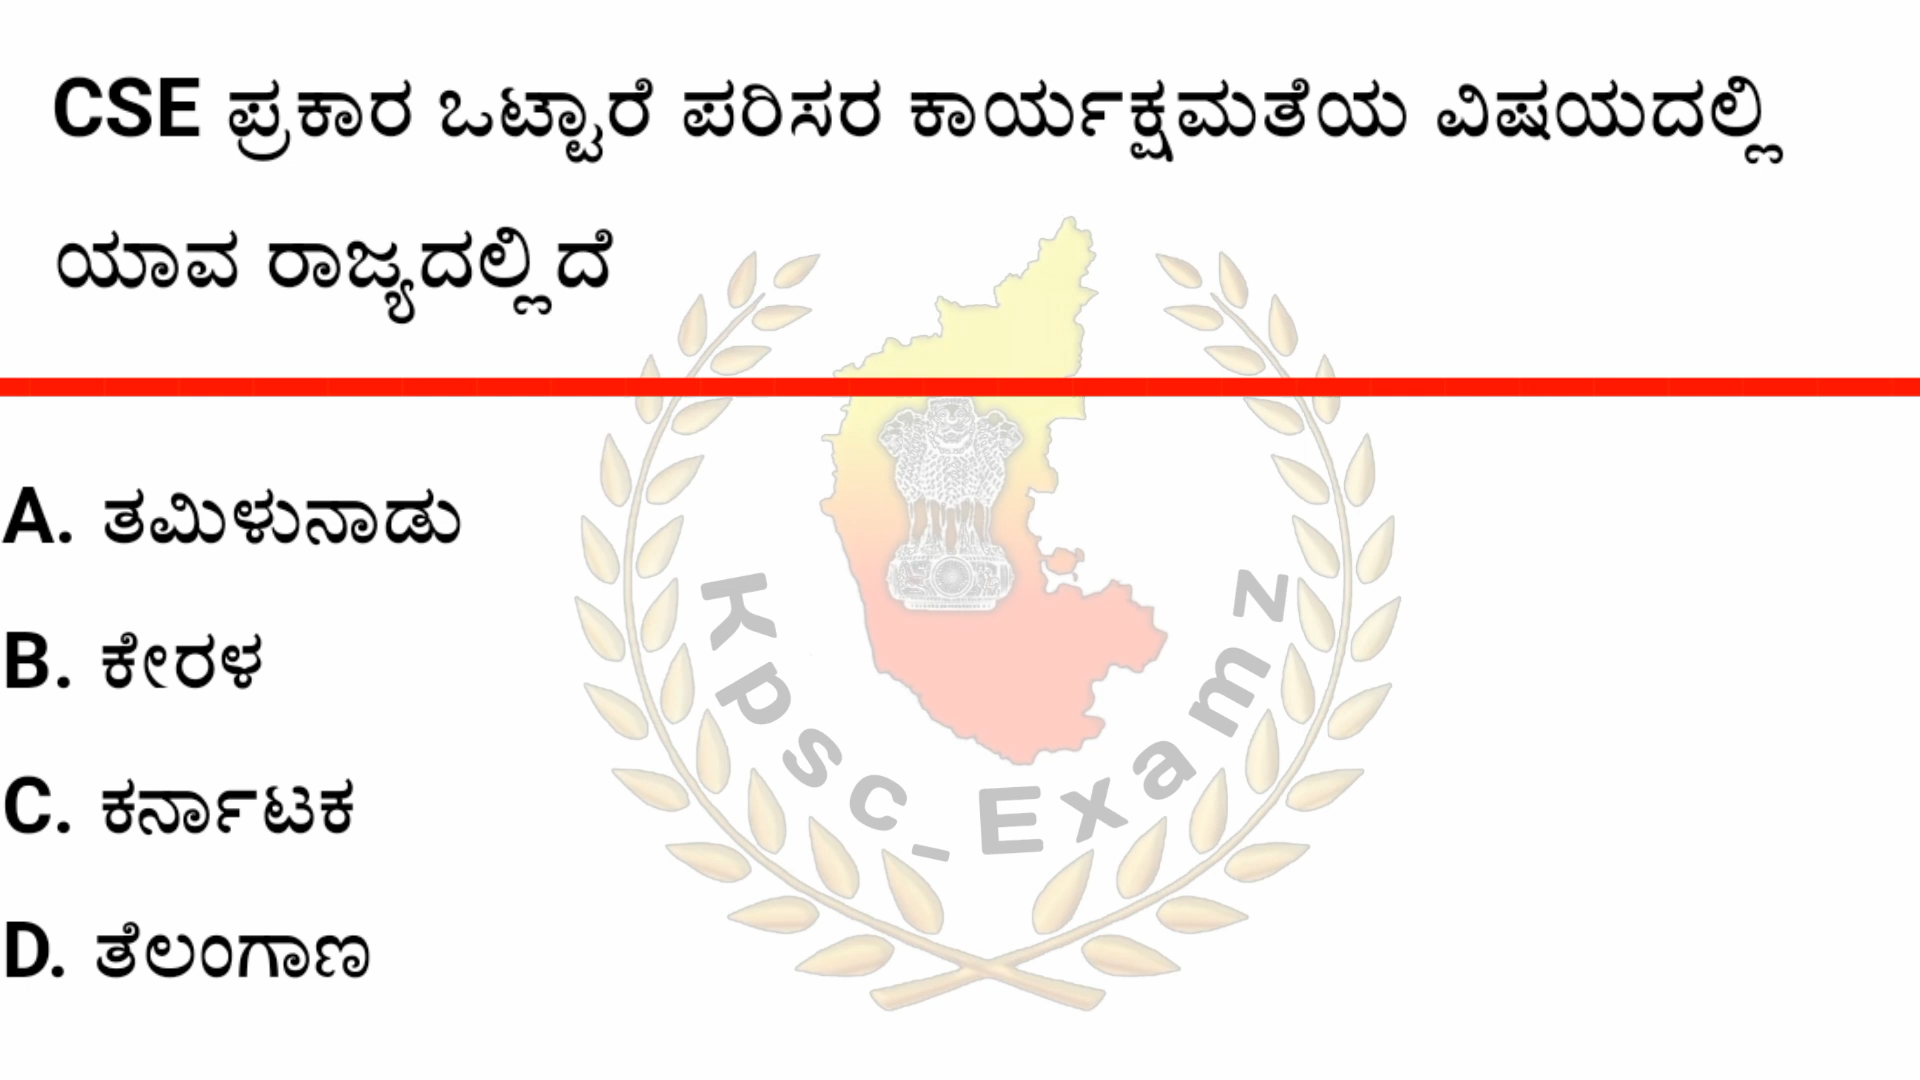 CSE ಪ್ರಕಾರ ಒಟ್ಟಾರೆ ಪರಿಸರ ಕಾರ್ಯಕ್ಷಮತೆಯ ವಿಷಯದಲ್ಲಿ
ಯಾವ ರಾಜ್ಯದಲ್ಲಿದೆ
A. ತಮಿಳುನಾಡು
B. ಕೇರಳ
C. ಕರ್ನಾಟಕ
D. ತೆಲಂಗಾಣ
Kpsc_Examz